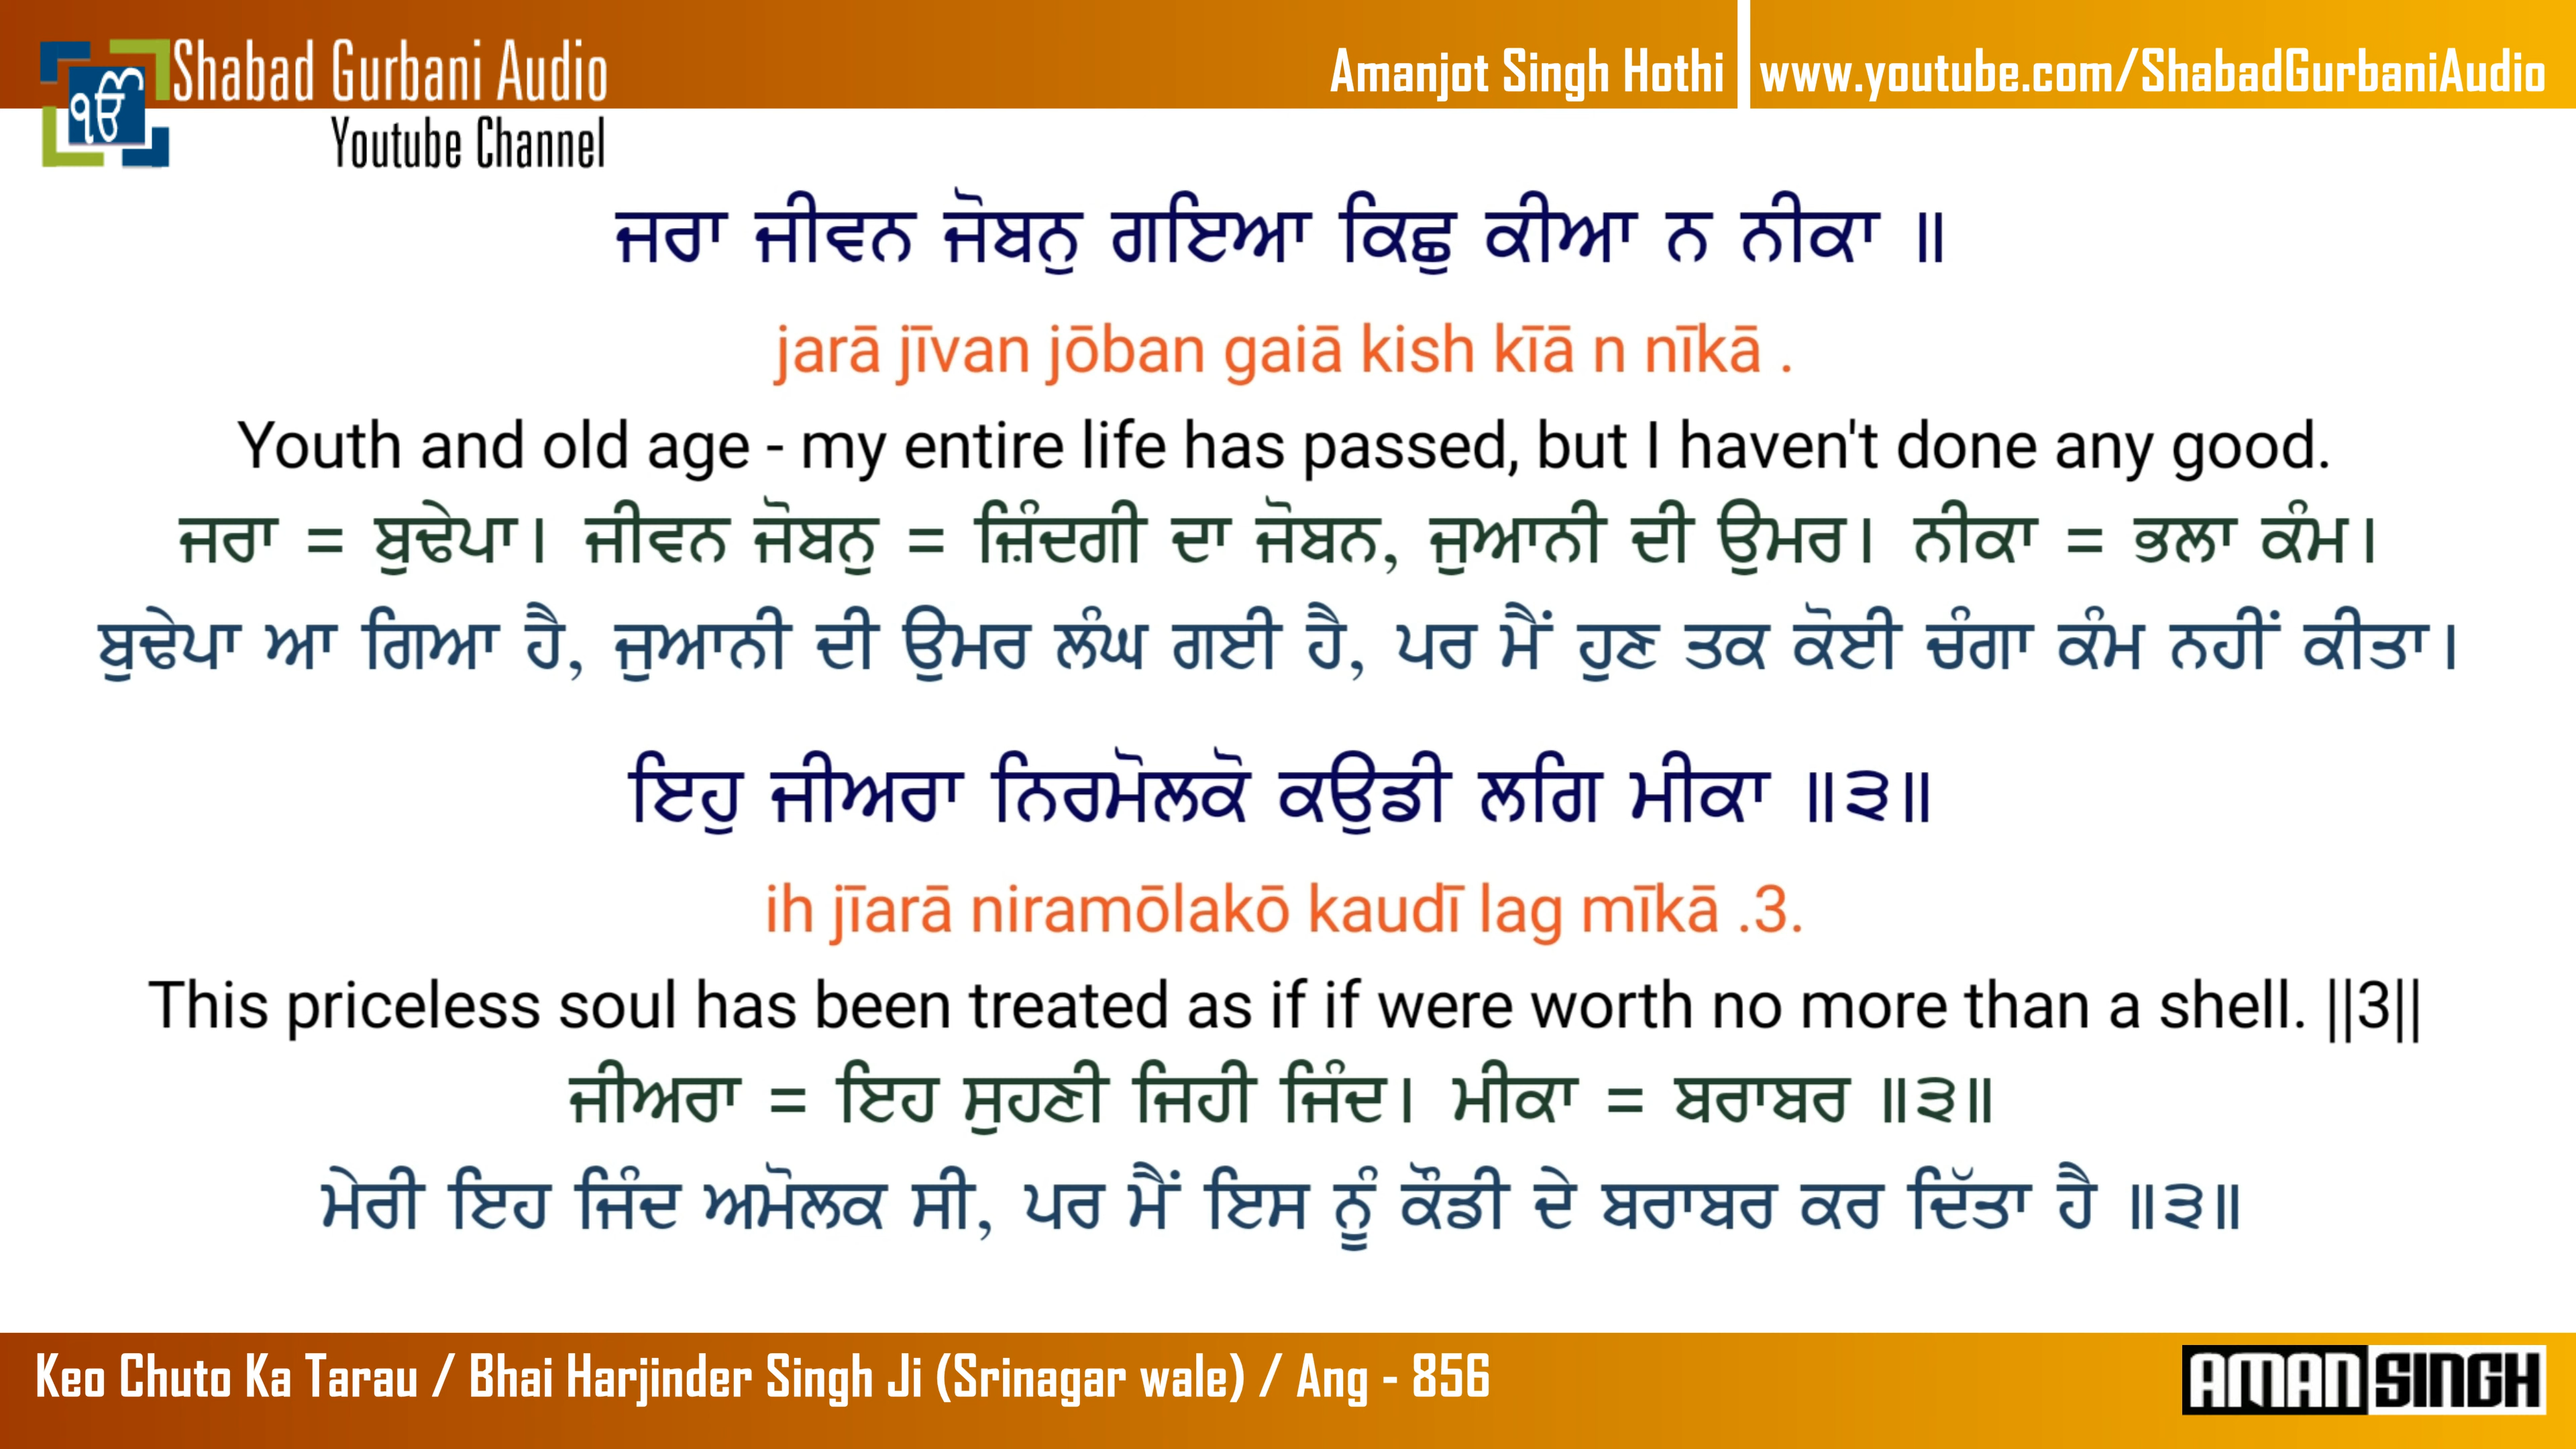 Shabad Gurbani Audio
Youtube Channel
Amanjot Singh Hothi
www.youtube.com/ShabadGurbaniAudio
ੴ
ਜਰਾ ਜੀਵਨ ਜੋਬਨੁ ਗਇਆ ਕਿਛੁ ਕੀਆ ਨ ਨੀਕਾ ॥
jarā jīvan jōban gaiā kish kīā n nīkā .
Youth and old age - my entire life has passed, but I haven't done any good.
ਜਰਾ = ਬੁਢੇਪਾ। ਜੀਵਨ ਜੋਬਨੁ = ਜ਼ਿੰਦਗੀ ਦਾ ਜੋਬਨ, ਜੁਆਨੀ ਦੀ ਉਮਰ। ਨੀਕਾ = ਭਲਾ ਕੰਮ।
ਬੁਢੇਪਾ ਆ ਗਿਆ ਹੈ, ਜੁਆਨੀ ਦੀ ਉਮਰ ਲੰਘ ਗਈ ਹੈ, ਪਰ ਮੈਂ ਹੁਣ ਤਕ ਕੋਈ ਚੰਗਾ ਕੰਮ ਨਹੀਂ ਕੀਤਾ।
ਇਹੁ ਜੀਅਰਾ ਨਿਰਮੋਲਕੋ ਕਉਡੀ ਲਗਿ ਮੀਕਾ ॥੩॥
ih jīarā niramōlakō kaudī lag mīkā .3.
This priceless soul has been treated as if if were worth no more than a shell. ||3||
ਜੀਅਰਾ = ਇਹ ਸੁਹਣੀ ਜਿਹੀ ਜਿੰਦ। ਮੀਕਾ = ਬਰਾਬਰ ॥੩॥
ਮੇਰੀ ਇਹ ਜਿੰਦ ਅਮੋਲਕ ਸੀ, ਪਰ ਮੈਂ ਇਸ ਨੂੰ ਕੌਡੀ ਦੇ ਬਰਾਬਰ ਕਰ ਦਿੱਤਾ ਹੈ ॥੩॥
Keo Chuto Ka Tarau / Bhai Harjinder Singh Ji (Srinagar wale) / Ang - 856
AMAN SINGH